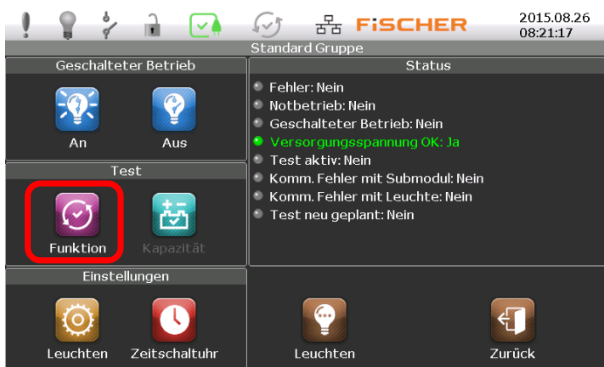 FiSCHER
2015.08.26
08:21:17
Standard Gruppe
Geschalteter Betrieb
An
Aus
Test
Funktion
Kapazität
Einstellungen
Leuchten
Zeitschaltuhr
Status
Fehler: Nein
Notbetrieb: Nein
Geschalteter Betrieb: Nein
Versorgungsspannung OK: Ja
Test aktiv: Nein
Komm. Fehler mit Submodul: Nein
Komm. Fehler mit Leuchte: Nein
Test neu geplant: Nein
Leuchten
Zurück